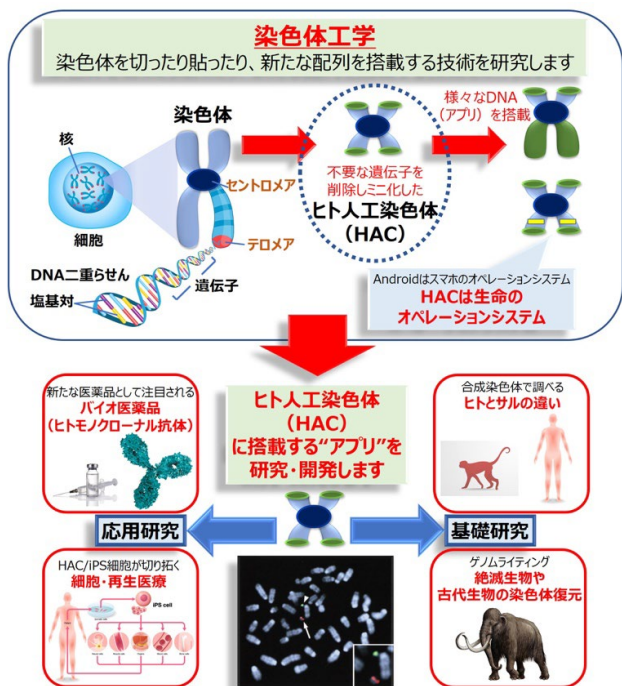 染色体工学
染色体を切ったり貼ったり、新たな配列を搭載する技術を研究します
染色体
核
細胞
セントロメア
テロメア
DNA二重らせん
塩基対
遺伝子
不要な遺伝子を
削除しミニ化した
ヒト人工染色体
（HAC）
様々なDNA
（アプリ）を搭載
Androidはスマホのオペレーションシステム
HACは生命の
オペレーションシステム
新たな医薬品として注目される
バイオ医薬品
（ヒトモノクローナル抗体）
ヒト人工染色体
（HAC）
に搭載する“アプリ”を
研究・開発します
合成染色体で調べる
ヒトとサルの違い
応用研究
基礎研究
HAC/iPS細胞が切り拓く
細胞・再生医療
iPS cell
ゲノムライティング
絶滅生物や
古代生物の染色体復元